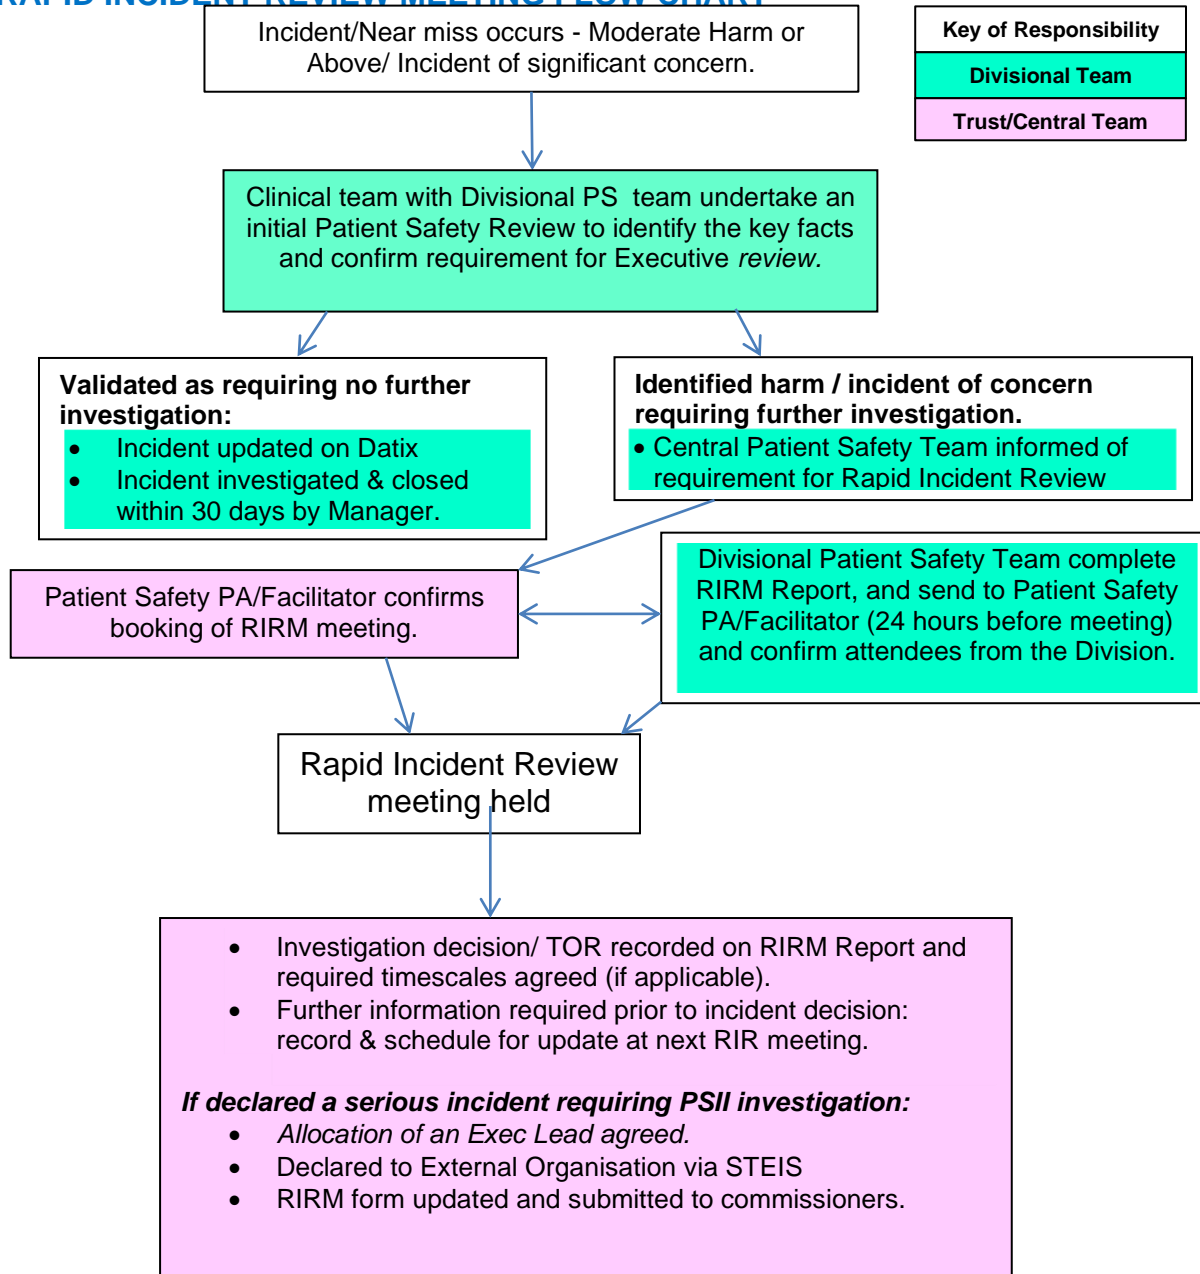 RAPID INCIDENT REVIEW MEETING FLOW CHART
Incident/Near miss occurs - Moderate Harm or
Above/ Incident of significant concern.
Key of Responsibility
Divisional Team
Trust/Central Team
Clinical team with Divisional PS team undertake an
initial Patient Safety Review to identify the key facts
and confirm requirement for Executive review.
Validated as requiring no further
investigation:
• Incident updated on Datix
• Incident investigated & closed
within 30 days by Manager.
Identified harm / incident of concern
requiring further investigation.
• Central Patient Safety Team informed of
requirement for Rapid Incident Review
Patient Safety PA/Facilitator confirms
booking of RIRM meeting.
Divisional Patient Safety Team complete
RIRM Report, and send to Patient Safety
PA/Facilitator (24 hours before meeting)
and confirm attendees from the Division.
Rapid Incident Review
meeting held
• Investigation decision/ TOR recorded on RIRM Report and
required timescales agreed (if applicable).
• Further information required prior to incident decision:
record & schedule for update at next RIR meeting.
If declared a serious incident requiring PSII investigation:
• Allocation of an Exec Lead agreed.
• Declared to External Organisation via STEIS
• RIRM form updated and submitted to commissioners.